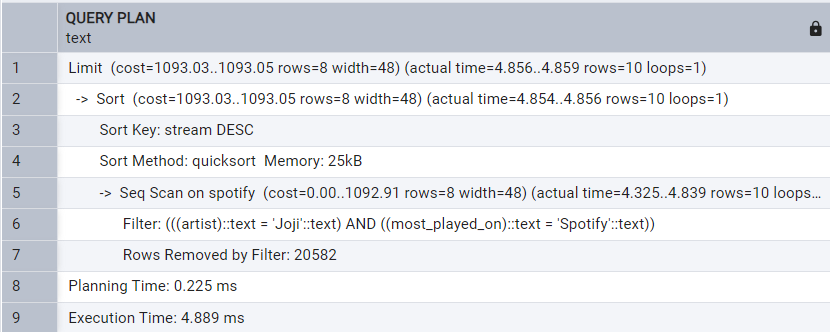 QUERY PLAN
text
1 Limit (cost=1093.03..1093.05 rows=8 width=48) (actual time=4.856..4.859 rows=10 loops=1)
2 -> Sort (cost=1093.03..1093.05 rows=8 width=48) (actual time=4.854..4.856 rows=10 loops=1)
3 Sort Key: stream DESC
4 Sort Method: quicksort Memory: 25kB
5 -> Seq Scan on spotify (cost=0.00..1092.91 rows=8 width=48) (actual time=4.325..4.839 rows=10 loops...
6 Filter: (((artist)::text = 'Joji'::text) AND ((most_played_on)::text = 'Spotify'::text))
7 Rows Removed by Filter: 20582
8 Planning Time: 0.225 ms
9 Execution Time: 4.889 ms